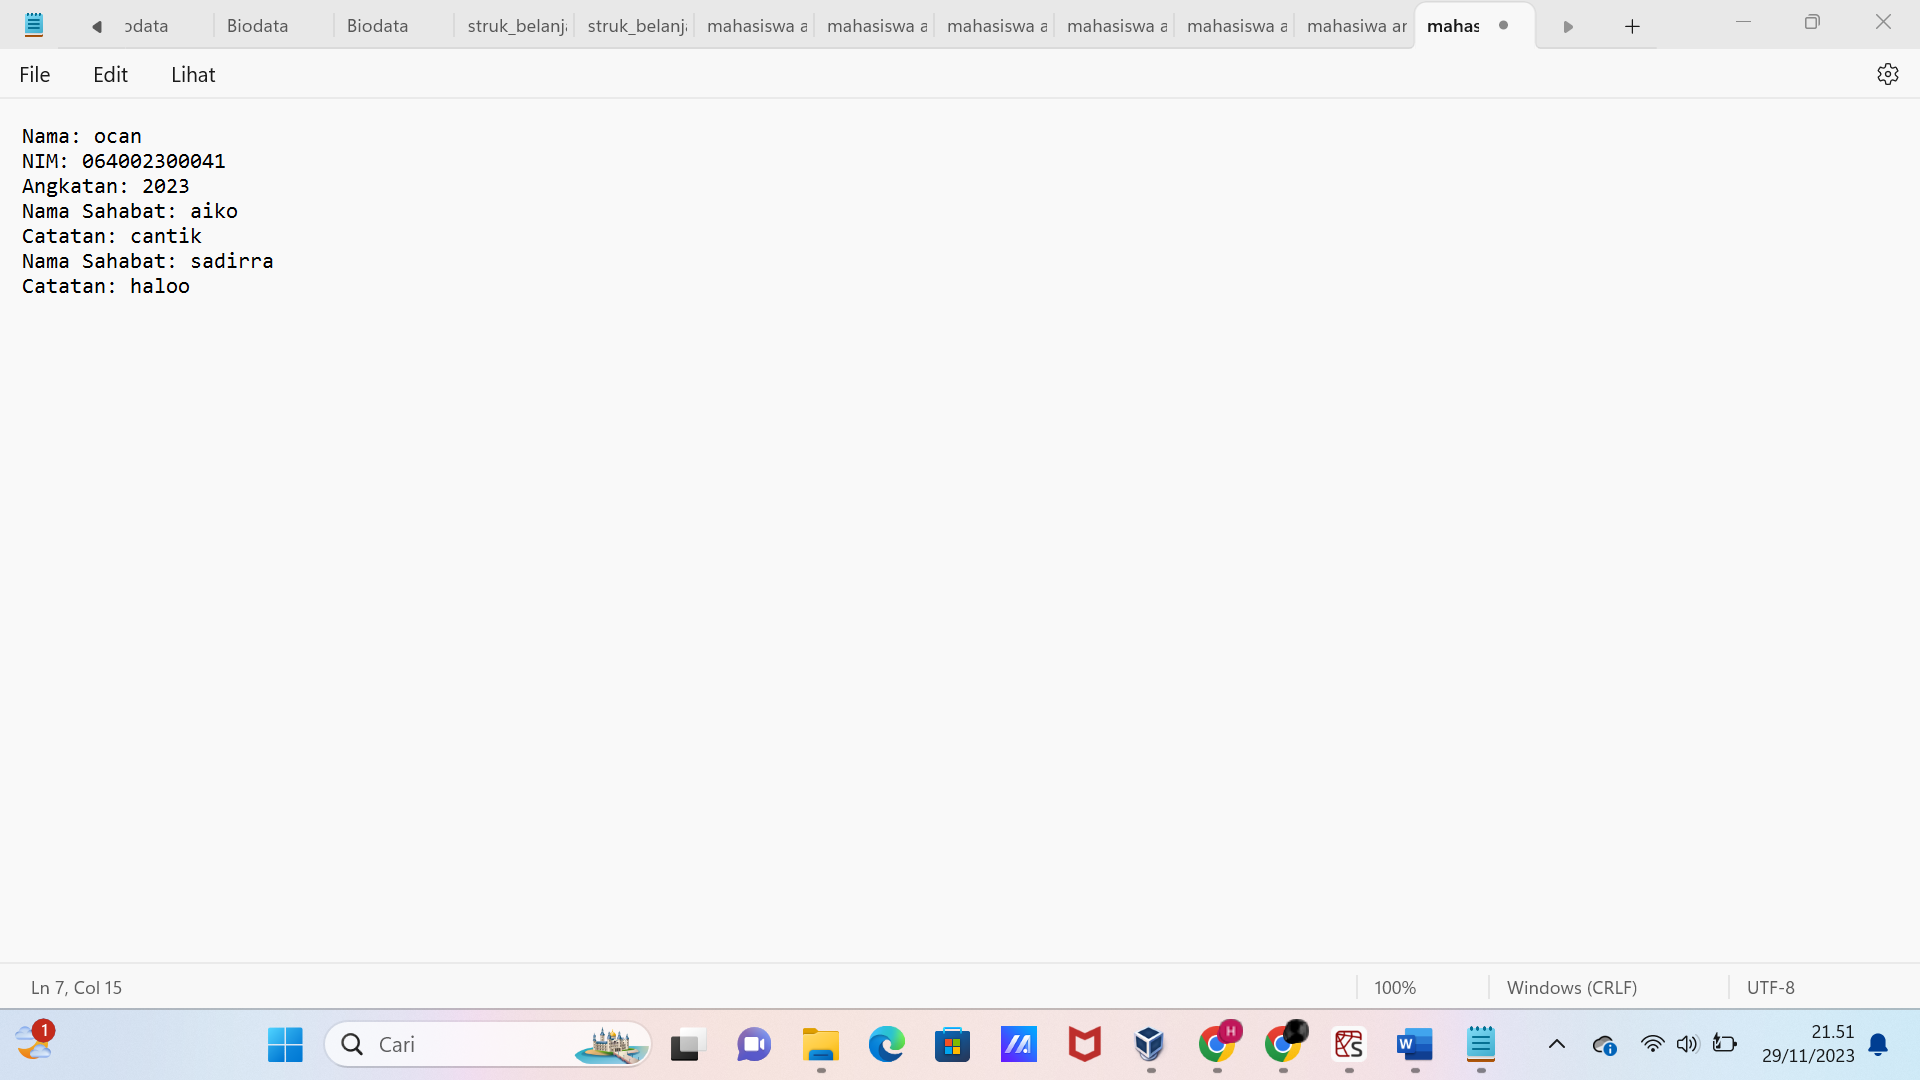 odata Biodata Biodata struk_belanj struk_belanj mahasiswa a mahasiswa a mahasiswa a mahasiswa a mahasiswa a mahasiwa ar mahas
File Edit Lihat
Nama: ocan
NIM: 064002300041
Angkatan: 2023
Nama Sahabat: aiko
Catatan: cantik
Nama Sahabat: sadirra
Catatan: haloo
Ln 7, Col 15 100% Windows (CRLF) UTF-8
1 Cari H W 21.51
29/11/2023